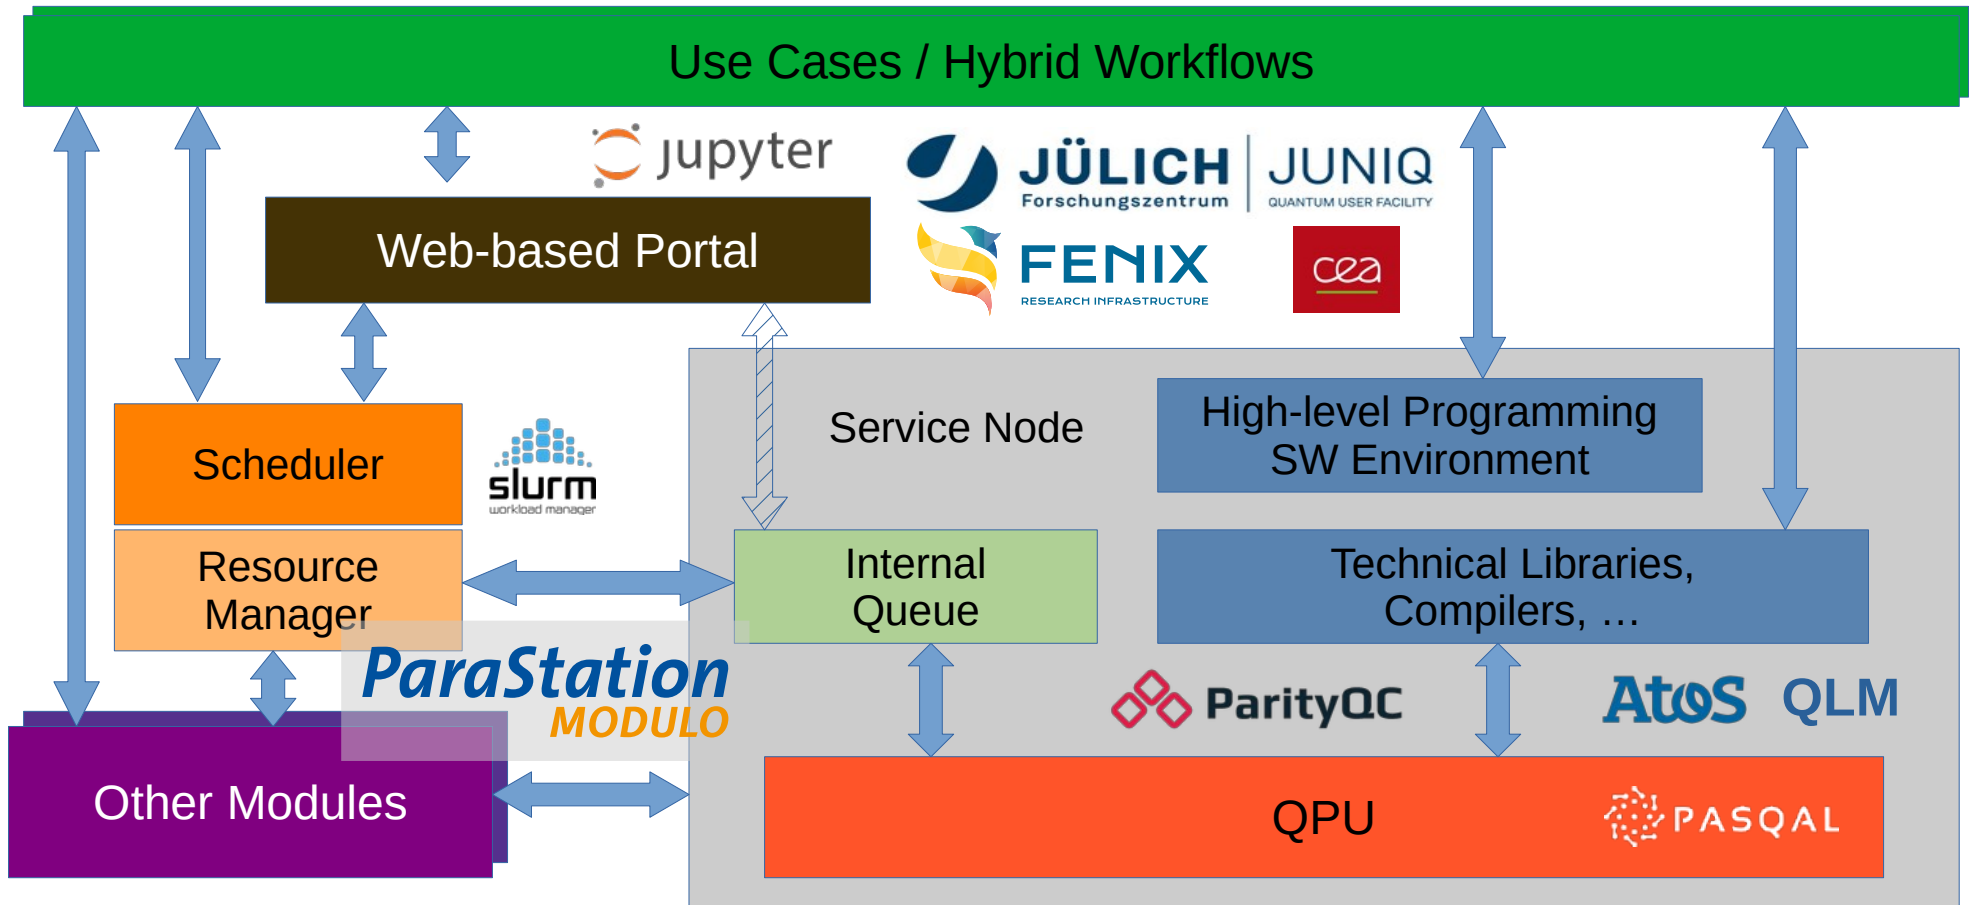 Use Cases / Hybrid Workflows
jupyter
JÜLICH
Forschungszentrum
JUNIQ
QUANTUM USER FACILITY
Web-based Portal
FENIX
RESEARCH INFRASTRUCTURE
cea
Service Node
High-level Programming
SW Environment
Scheduler
slurm
workload manager
Resource
Manager
Internal
Queue
Technical Libraries,
Compilers, …
ParaStation
MODULO
ParityQC
Atos QLM
Other Modules
QPU
PASQAL